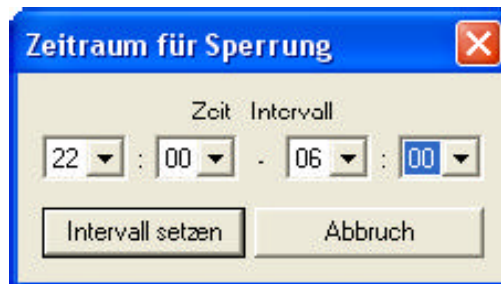 Zeitraum für Sperrung
Zeit Intervall
22 : 00 - 06 : 00
Intervall setzen Abbruch